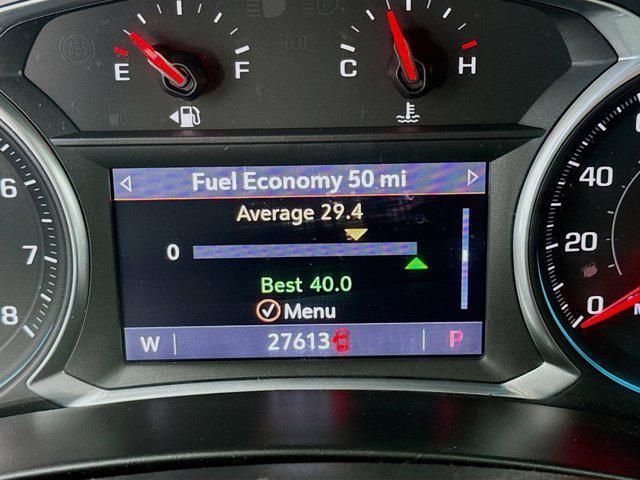 E F
C H
Fuel Economy 50 mi
Average 29.4
0
Best 40.0
Menu
W 27613 P
6
7
8
40
20
0